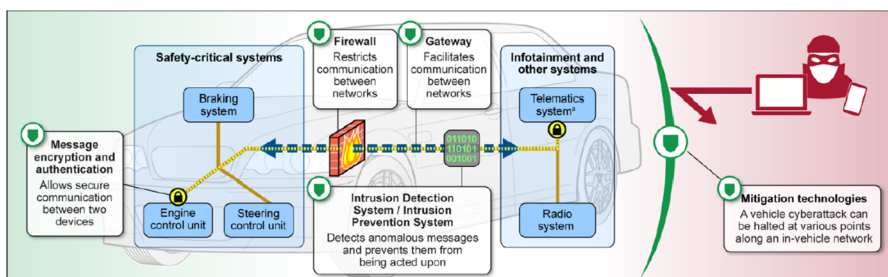 Safety-critical systems
Braking
system
Engine
control unit
Steering
control unit
Message
encryption and
authentication
Allows secure
communication
between two
devices
Firewall
Restricts
communication
between
networks
Gateway
Facilitates
communication
between
networks
011010
110101
001001
Intrusion Detection
System / Intrusion
Prevention System
Detects anomalous messages
and prevents them from
being acted upon
Infotainment and
other systems
Telematics
systemᵃ
Radio
system
Mitigation technologies
A vehicle cyberattack can
be halted at various points
along an in-vehicle network